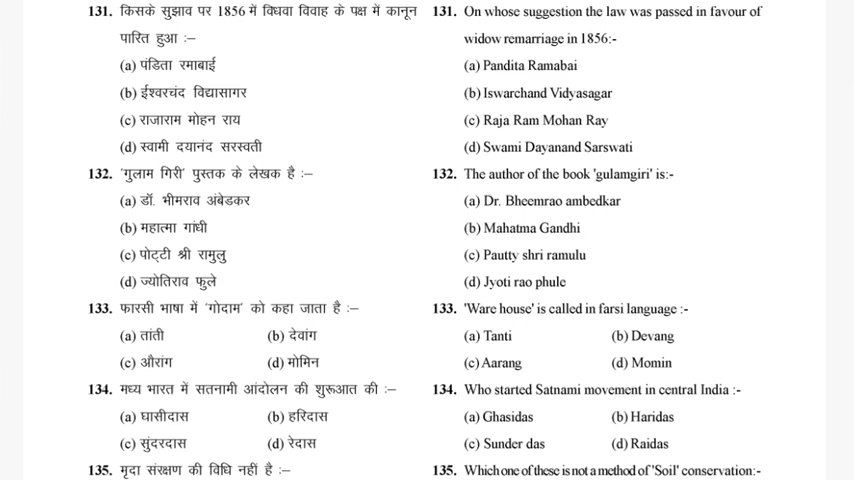 131. किसके सुझाव पर 1856 में विधवा विवाह के पक्ष में कानून
पारित हुआ :–
(a) पंडिता रमाबाई
(b) ईश्वरचंद विद्यासागर
(c) राजाराम मोहन राय
(d) स्वामी दयानंद सरस्वती
132. 'गुलाम गिरी' पुस्तक के लेखक है :–
(a) डॉ. भीमराव अंबेडकर
(b) महात्मा गांधी
(c) पोट्टी श्री रामुलु
(d) ज्योतिराव फुले
133. फारसी भाषा में 'गोदाम' को कहा जाता है :–
(a) तांती (b) देवांग
(c) औरांग (d) मोमिन
134. मध्य भारत में सतनामी आंदोलन की शुरूआत की :–
(a) घासीदास (b) हरिदास
(c) सुंदरदास (d) रेदास
135. मृदा संरक्षण की विधि नहीं है :–
131. On whose suggestion the law was passed in favour of
widow remarriage in 1856:-
(a) Pandita Ramabai
(b) Iswarchand Vidyasagar
(c) Raja Ram Mohan Ray
(d) Swami Dayanand Sarswati
132. The author of the book 'gulamgiri' is:-
(a) Dr. Bheemrao ambedkar
(b) Mahatma Gandhi
(c) Pautty shri ramulu
(d) Jyoti rao phule
133. 'Ware house' is called in farsi language :-
(a) Tanti (b) Devang
(c) Aarang (d) Momin
134. Who started Satnami movement in central India :-
(a) Ghasidas (b) Haridas
(c) Sunder das (d) Raidas
135. Which one of these is not a method of 'Soil' conservation:-